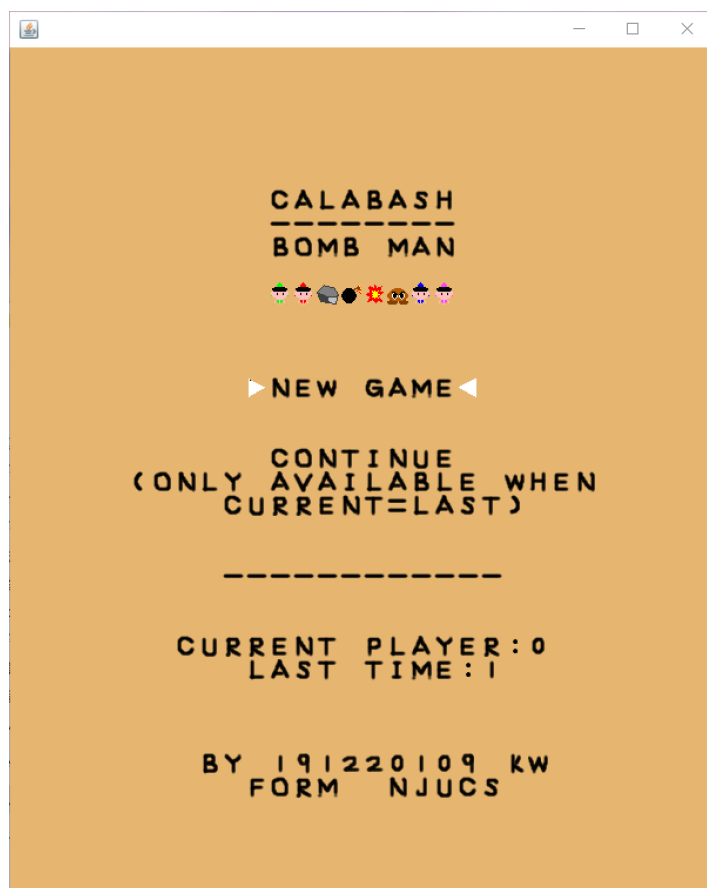 CALABASH
--------
BOMB MAN
NEW GAME
CONTINUE
(ONLY AVAILABLE WHEN
CURRENT=LAST)
------------
CURRENT PLAYER:0
LAST TIME:1
BY 191220109 KW
FORM NJUCS